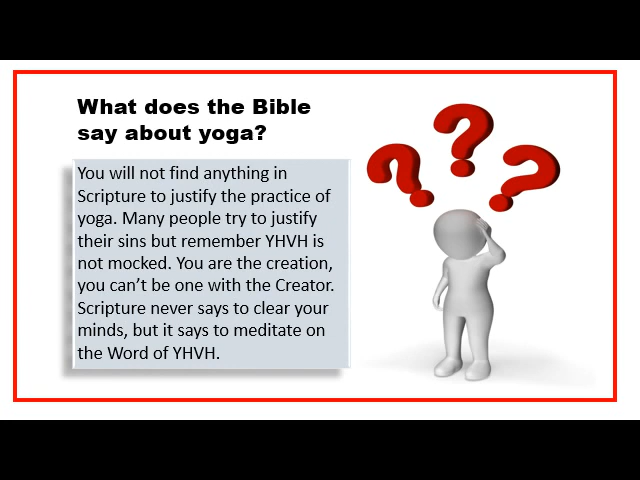 What does the Bible
say about yoga?
You will not find anything in
Scripture to justify the practice of
yoga. Many people try to justify
their sins but remember YHVH is
not mocked. You are the creation,
you can’t be one with the Creator.
Scripture never says to clear your
minds, but it says to meditate on
the Word of YHVH.